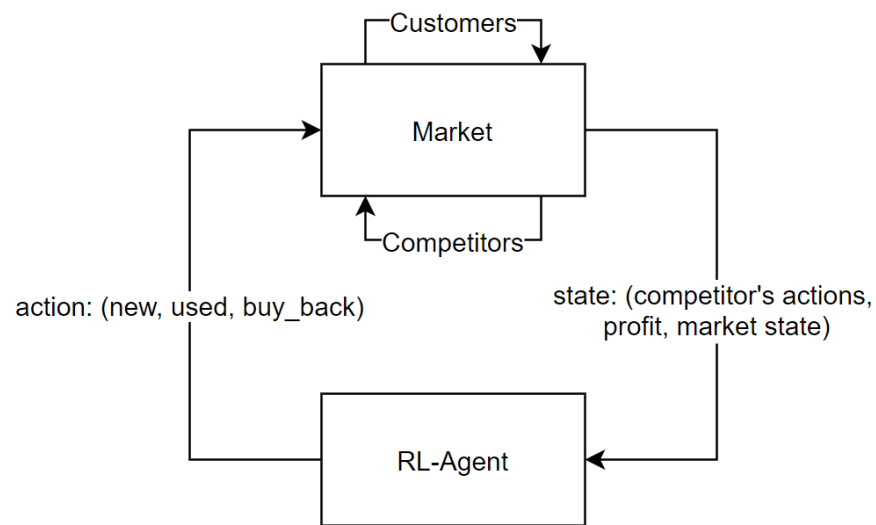 Customers
Market
Competitors
action: (new, used, buy_back)
state: (competitor's actions,
profit, market state)
RL-Agent